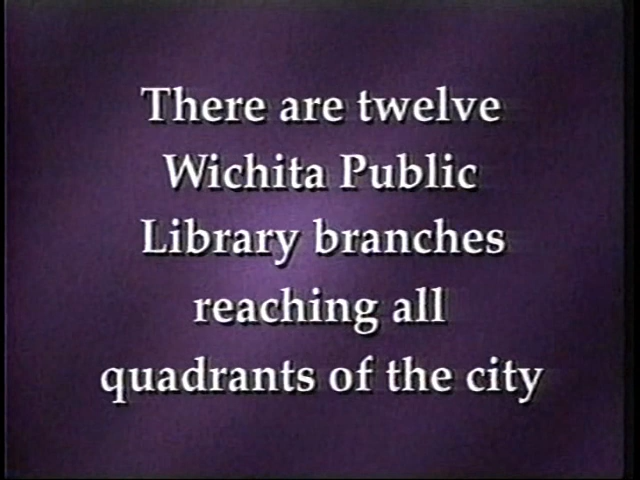 There are twelve
Wichita Public
Library branches
reaching all
quadrants of the city